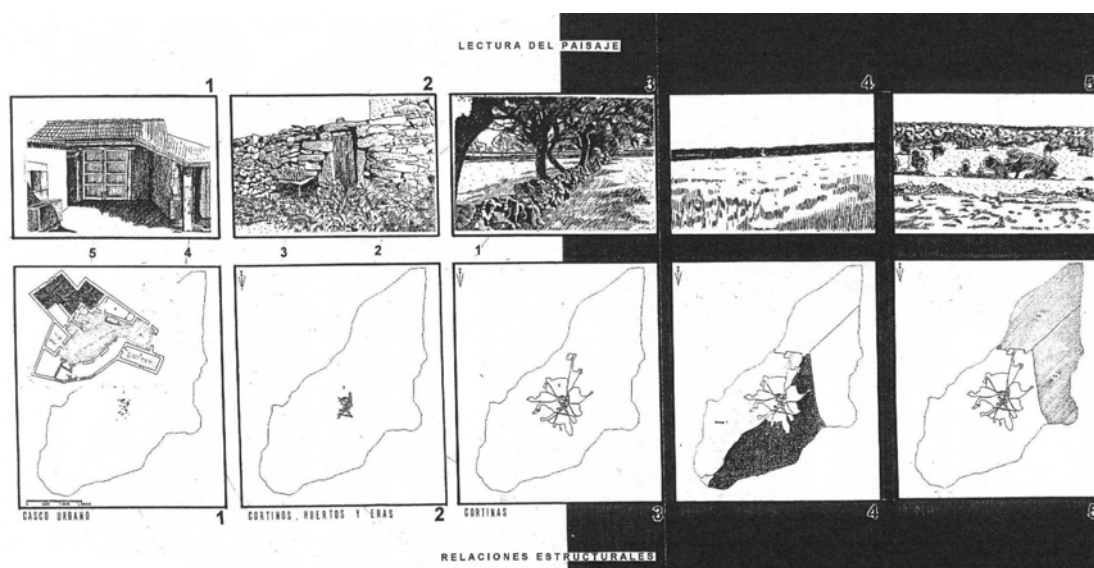 LECTURA DEL PAISAJE
1 2 3 4 5
5 4 3 2 1
CASCO URBANO 1
CORTINOS, HUERTOS Y ERAS 2
CORTINAS 3
4
5
RELACIONES ESTRUCTURALES